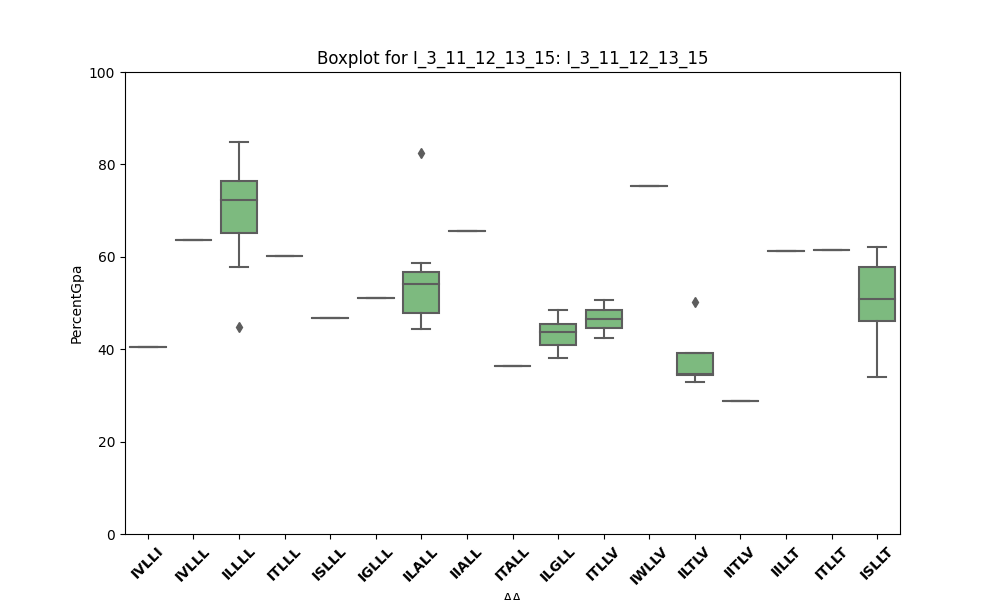 Boxplot for I_3_11_12_13_15: I_3_11_12_13_15
100
80
60
40
20
0
PercentGpa
IVLLI
IVLLL
ILLLL
ITLLL
ISLLL
IGLLL
ILALL
IIALL
ITALL
ILGLL
ITLLV
IWLLV
ILTLV
IITLV
IILLT
ITLLT
ISLLT
AA